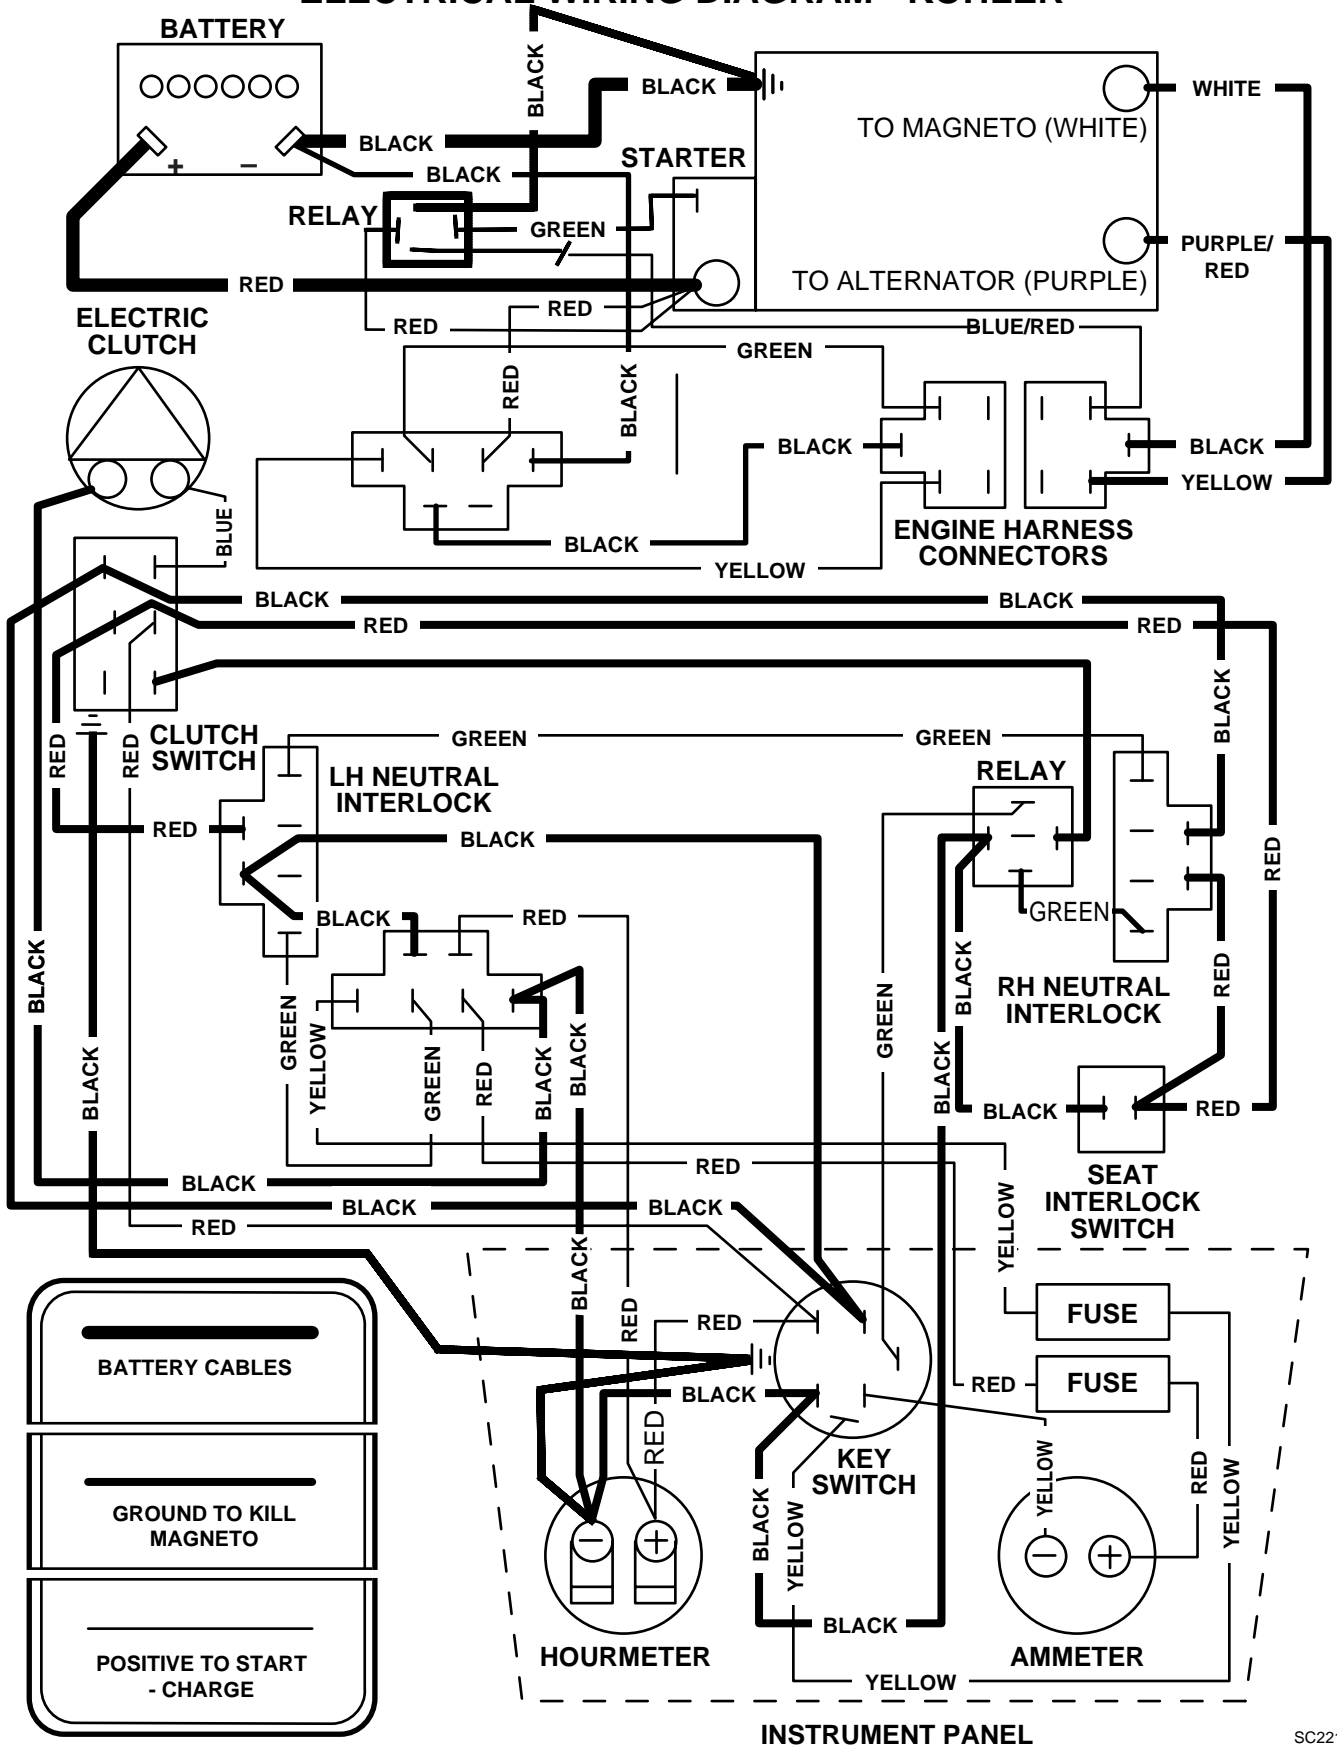 ELECTRICAL WIRING DIAGRAM - KOHLER
BATTERY
BLACK
BLACK
WHITE
TO MAGNETO (WHITE)
BLACK
STARTER
BLACK
+
−
RELAY
GREEN
PURPLE/
RED
RED
TO ALTERNATOR (PURPLE)
RED
ELECTRIC
CLUTCH
RED
BLUE/RED
GREEN
RED
BLACK
BLACK
BLACK
YELLOW
BLUE
BLACK
ENGINE HARNESS
CONNECTORS
YELLOW
BLACK
BLACK
RED
RED
BLACK
RED
RED
CLUTCH
SWITCH
GREEN
GREEN
LH NEUTRAL
INTERLOCK
RELAY
RED
BLACK
RED
BLACK
RED
GREEN
BLACK
BLACK
RH NEUTRAL
INTERLOCK
RED
GREEN
YELLOW
GREEN
RED
BLACK
BLACK
GREEN
BLACK
BLACK
BLACK
RED
SEAT
INTERLOCK
SWITCH
RED
BLACK
BLACK
BLACK
RED
YELLOW
BLACK
RED
RED
FUSE
BATTERY CABLES
BLACK
RED
FUSE
RED
KEY
SWITCH
YELLOW
RED
YELLOW
GROUND TO KILL
MAGNETO
BLACK
YELLOW
−
+
−
+
BLACK
HOURMETER
AMMETER
POSITIVE TO START
- CHARGE
YELLOW
INSTRUMENT PANEL
SC221